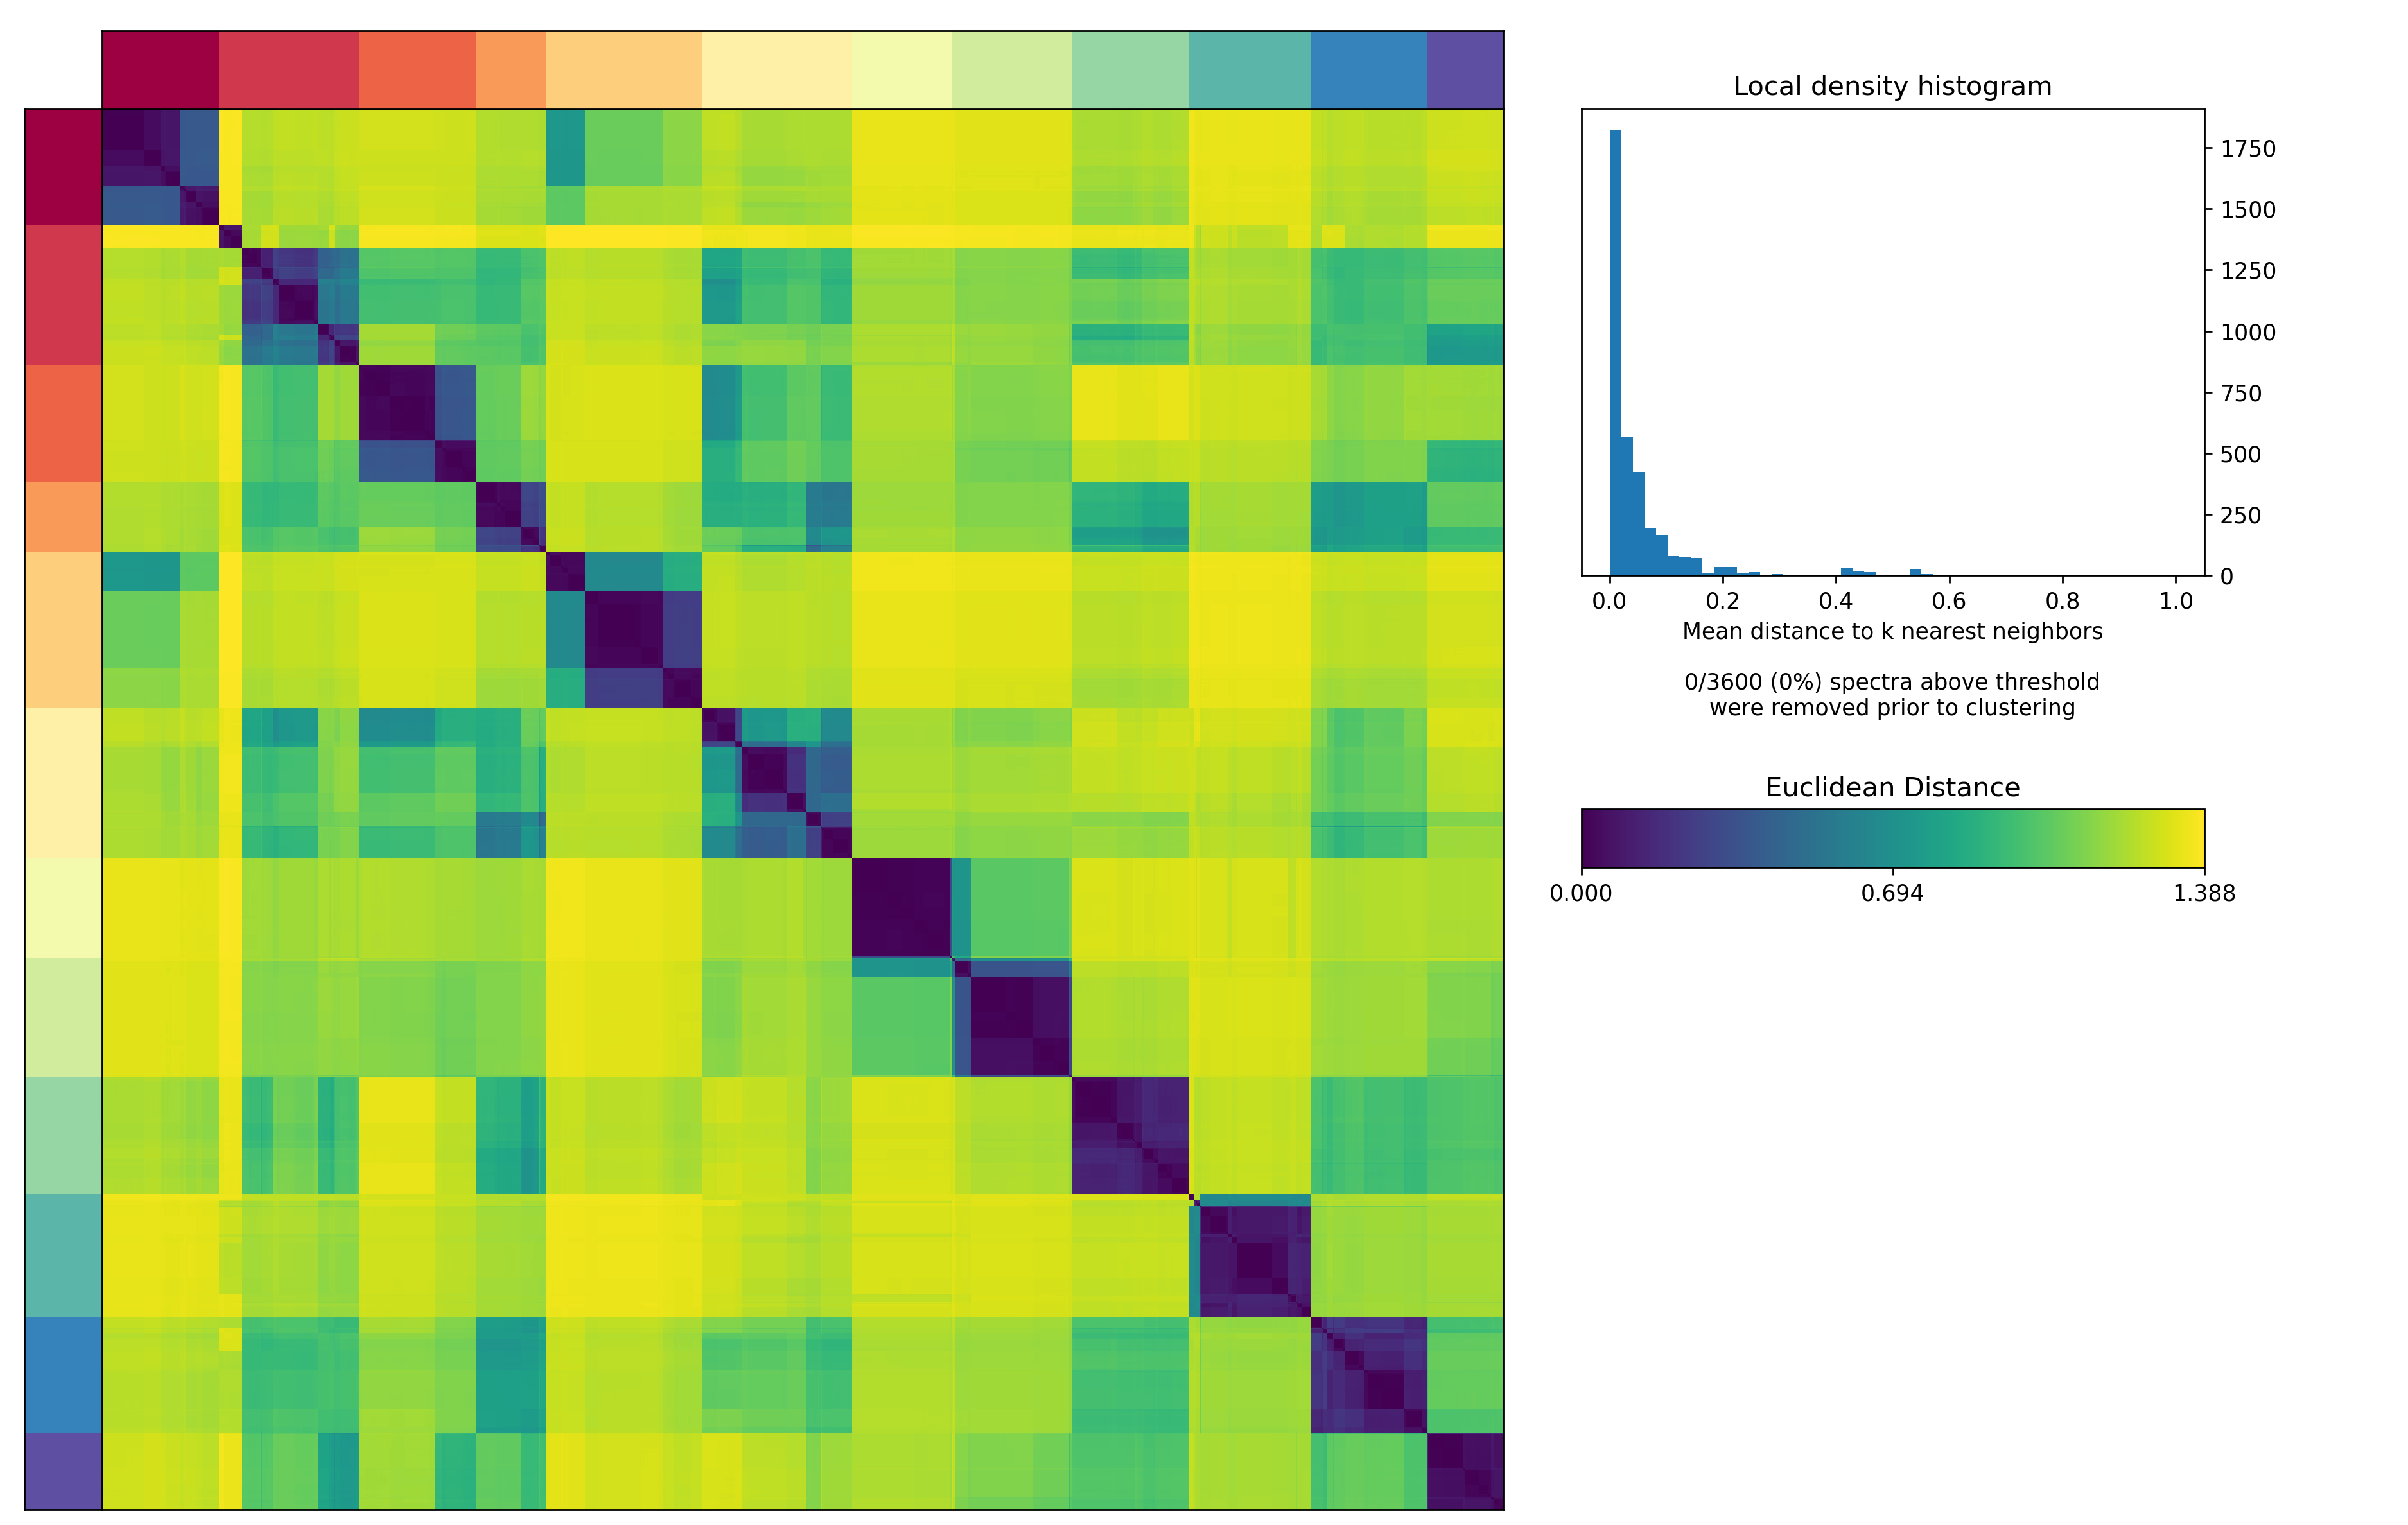 Local density histogram
1750
1500
1250
1000
750
500
250
0
0.0 0.2 0.4 0.6 0.8 1.0
Mean distance to k nearest neighbors
0/3600 (0%) spectra above threshold
were removed prior to clustering
Euclidean Distance
0.000 0.694 1.388